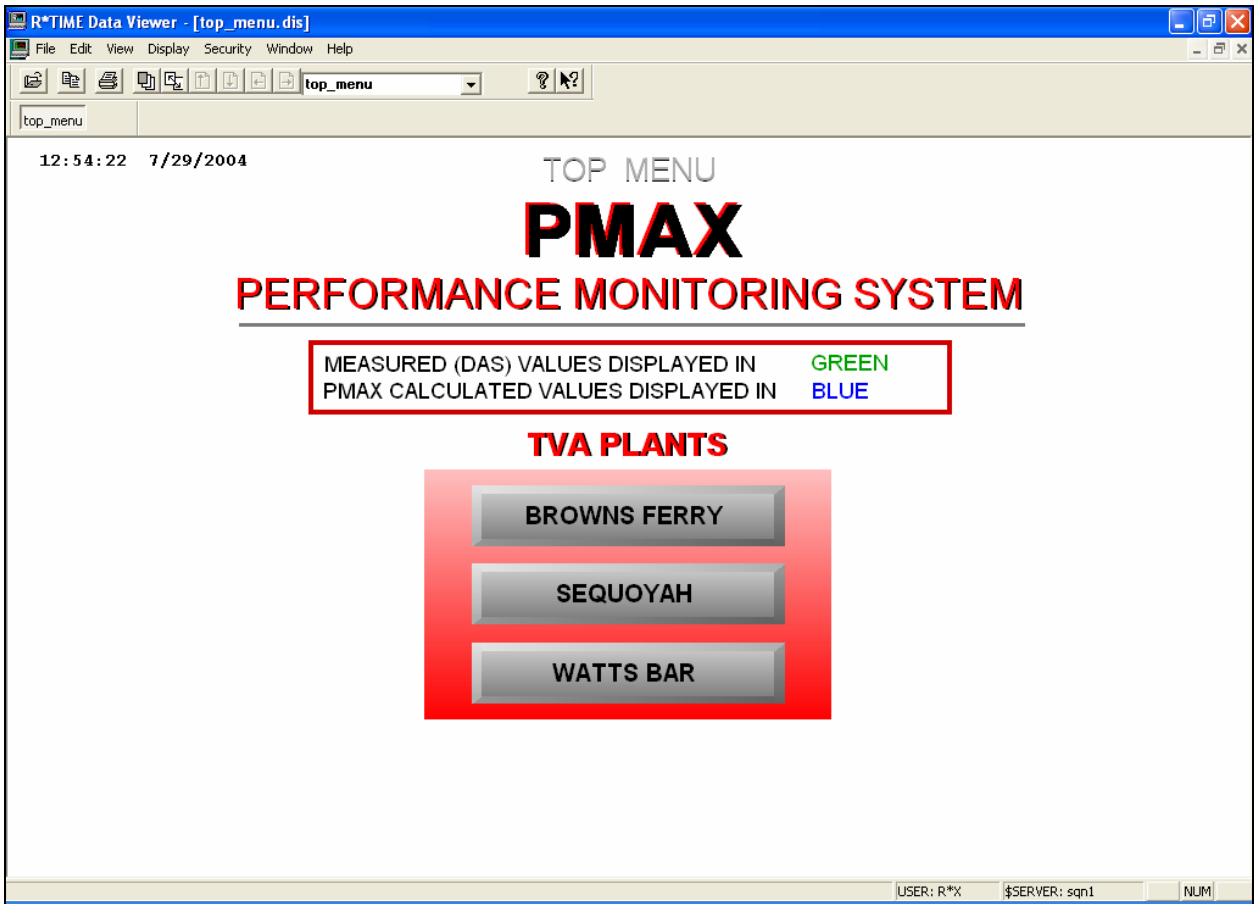 R*TIME Data Viewer - [top_menu.dis]
File Edit View Display Security Window Help
top_menu
top_menu
12:54:22 7/29/2004
TOP MENU
PMAX
PERFORMANCE MONITORING SYSTEM
MEASURED (DAS) VALUES DISPLAYED IN GREEN
PMAX CALCULATED VALUES DISPLAYED IN BLUE
TVA PLANTS
BROWNS FERRY
SEQUOYAH
WATTS BAR
USER: R*X $SERVER: sqn1 NUM